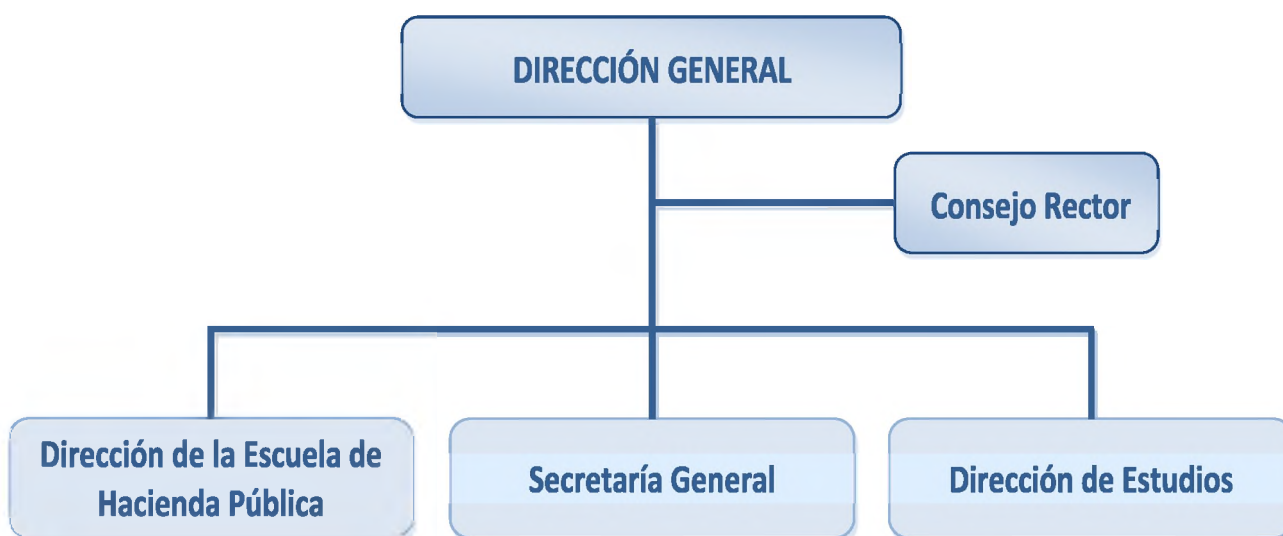 DIRECCIÓN GENERAL
Consejo Rector
Dirección de la Escuela de
Hacienda Pública
Secretaría General
Dirección de Estudios